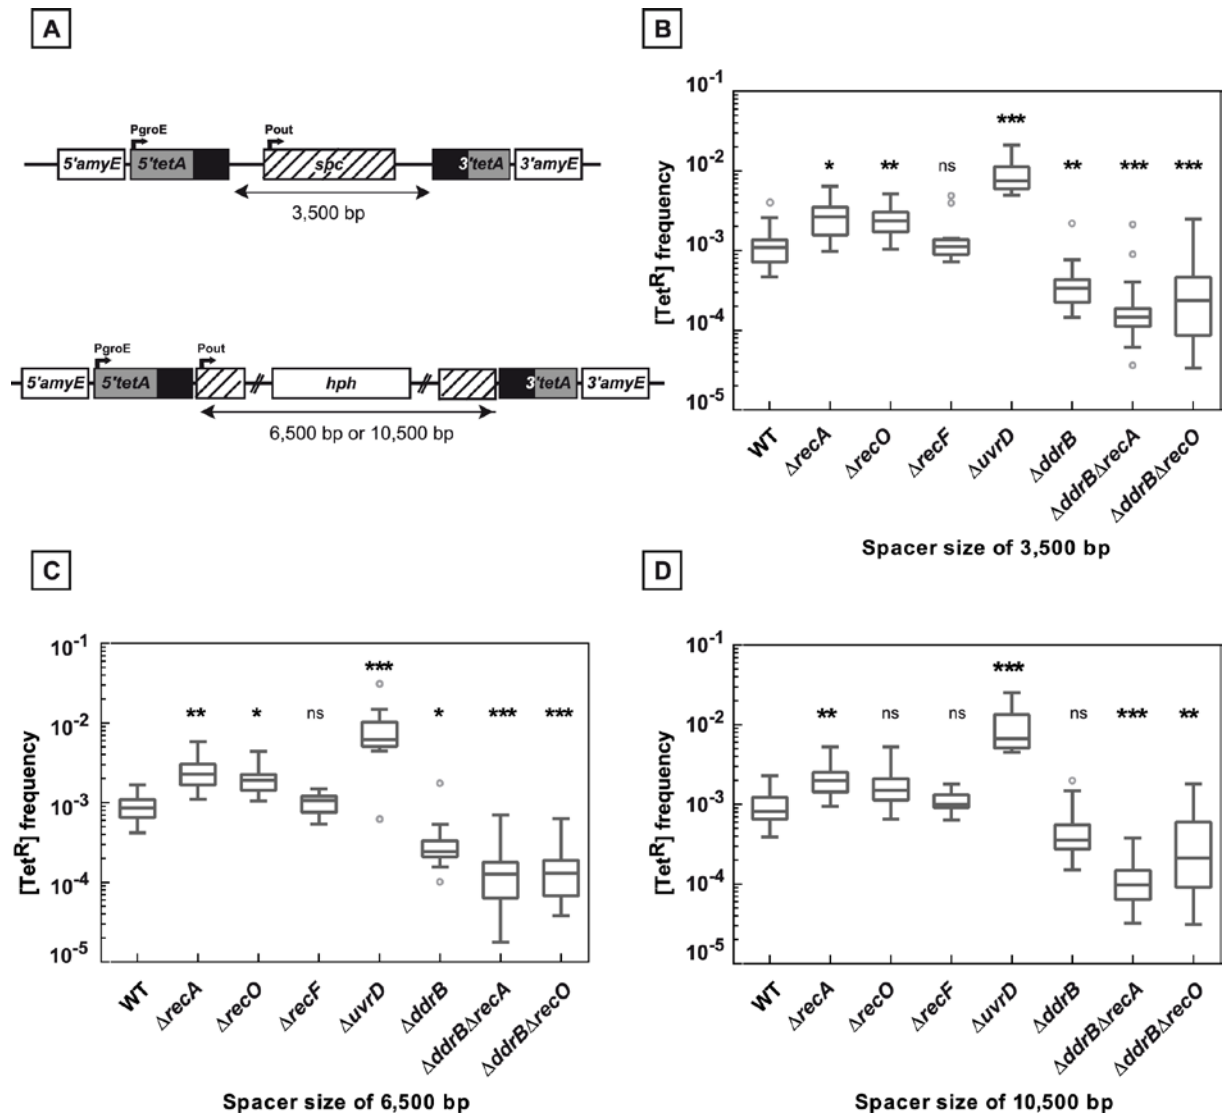 A
PgroE
Pout
5'amyE
5'tetA
spc
3'tetA
3'amyE
3,500 bp
PgroE
Pout
5'amyE
5'tetA
hph
3'tetA
3'amyE
6,500 bp or 10,500 bp
B
[TetR] frequency
10-1
10-2
10-3
10-4
10-5
* ** ns *** ** *** ***
WT ΔrecA ΔrecO ΔrecF ΔuvrD ΔddrB ΔddrBΔrecA ΔddrBΔrecO
Spacer size of 3,500 bp
C
[TetR] frequency
10-1
10-2
10-3
10-4
10-5
** * ns *** * *** ***
WT ΔrecA ΔrecO ΔrecF ΔuvrD ΔddrB ΔddrBΔrecA ΔddrBΔrecO
Spacer size of 6,500 bp
D
[TetR] frequency
10-1
10-2
10-3
10-4
10-5
** ns ns *** ns *** **
WT ΔrecA ΔrecO ΔrecF ΔuvrD ΔddrB ΔddrBΔrecA ΔddrBΔrecO
Spacer size of 10,500 bp